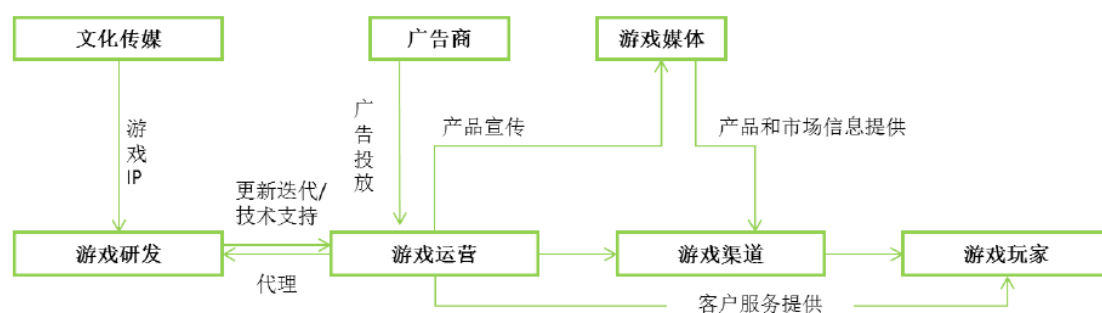 文化传媒
广告商
游戏媒体
游
戏
IP
广
告
投
放
产品宣传
产品和市场信息提供
更新迭代/
技术支持
游戏研发
游戏运营
游戏渠道
游戏玩家
代理
客户服务提供